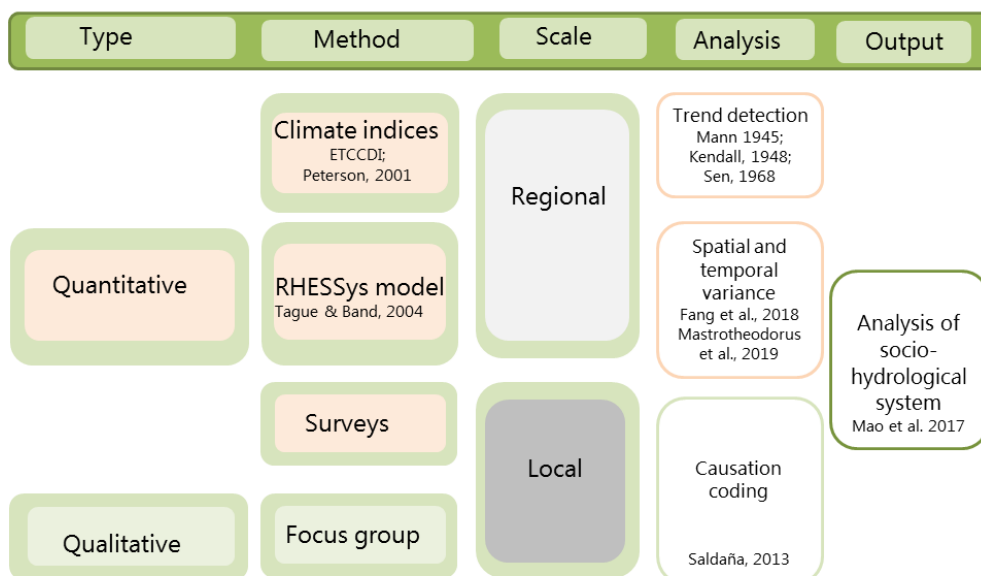 Type
Method
Scale
Analysis
Output
Climate indices
ETCCDI;
Peterson, 2001
Regional
Trend detection
Mann 1945;
Kendall, 1948;
Sen, 1968
Quantitative
RHESSys model
Tague & Band, 2004
Spatial and
temporal
variance
Fang et al., 2018
Mastrotheodorus
et al., 2019
Analysis of
socio-
hydrological
system
Mao et al. 2017
Surveys
Local
Causation
coding
Saldaña, 2013
Qualitative
Focus group